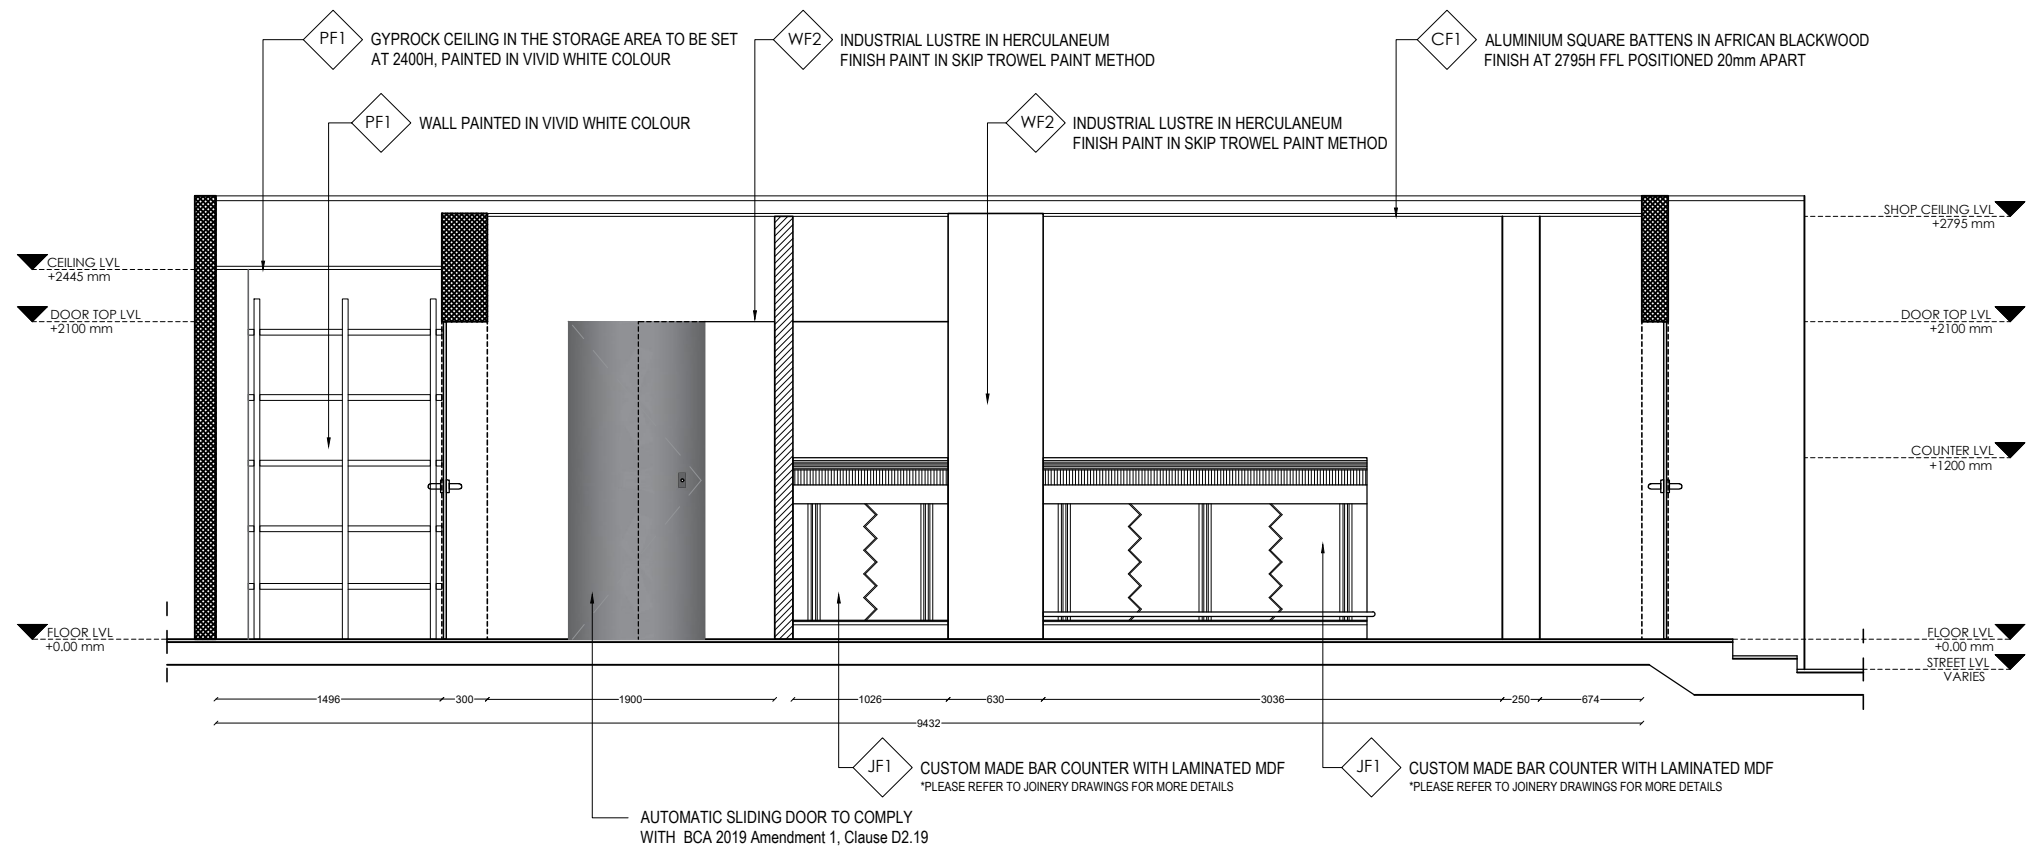 PF1
GYPROCK CEILING IN THE STORAGE AREA TO BE SET
AT 2400H, PAINTED IN VIVID WHITE COLOUR
WF2
INDUSTRIAL LUSTRE IN HERCULANEUM
FINISH PAINT IN SKIP TROWEL PAINT METHOD
CF1
ALUMINIUM SQUARE BATTENS IN AFRICAN BLACKWOOD
FINISH AT 2795H FFL POSITIONED 20mm APART
PF1
WALL PAINTED IN VIVID WHITE COLOUR
WF2
INDUSTRIAL LUSTRE IN HERCULANEUM
FINISH PAINT IN SKIP TROWEL PAINT METHOD
SHOP CEILING LVL
+2795 mm
CEILING LVL
+2445 mm
DOOR TOP LVL
+2100 mm
DOOR TOP LVL
+2100 mm
COUNTER LVL
+1200 mm
FLOOR LVL
+0.00 mm
FLOOR LVL
+0.00 mm
STREET LVL
VARIES
1496
300
1900
1026
630
3036
250
674
9432
JF1
CUSTOM MADE BAR COUNTER WITH LAMINATED MDF
*PLEASE REFER TO JOINERY DRAWINGS FOR MORE DETAILS
JF1
CUSTOM MADE BAR COUNTER WITH LAMINATED MDF
*PLEASE REFER TO JOINERY DRAWINGS FOR MORE DETAILS
AUTOMATIC SLIDING DOOR TO COMPLY
WITH BCA 2019 Amendment 1, Clause D2.19